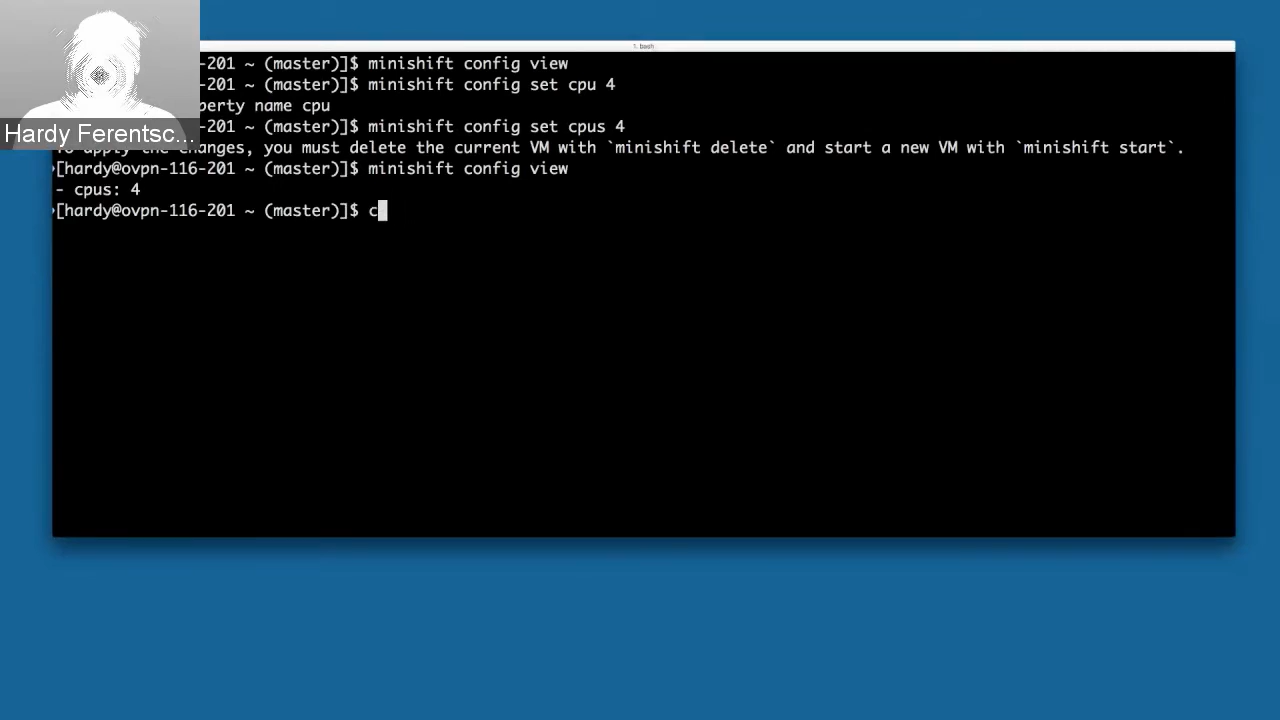 1. bash
-201 ~ (master)]$ minishift config view
-201 ~ (master)]$ minishift config set cpu 4
perty name cpu
-201 ~ (master)]$ minishift config set cpus 4
Hardy Ferentsc...
To apply the changes, you must delete the current VM with `minishift delete` and start a new VM with `minishift start`.
[hardy@ovpn-116-201 ~ (master)]$ minishift config view
- cpus: 4
[hardy@ovpn-116-201 ~ (master)]$ c